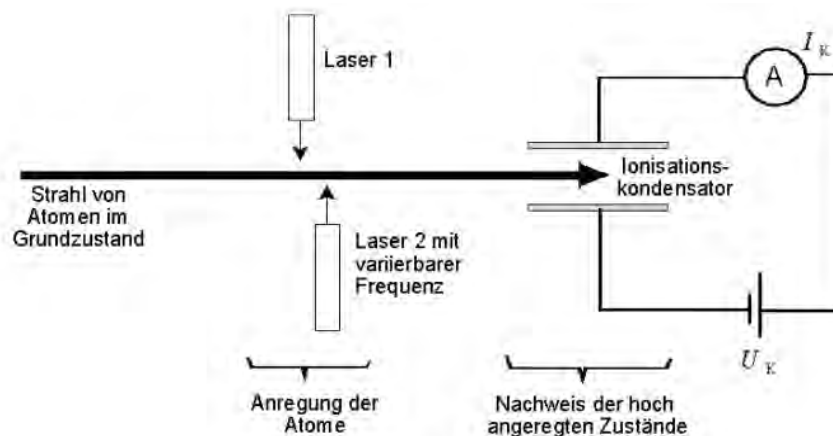 Laser 1
Strahl von
Atomen im
Grundzustand
Laser 2 mit
variierbarer
Frequenz
Anregung der
Atome
I K
A
Ionisations-
kondensator
U K
Nachweis der hoch
angeregten Zustände